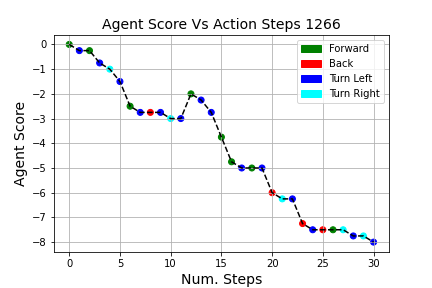 Agent Score Vs Action Steps 1266
Agent Score
0
−1
−2
−3
−4
−5
−6
−7
−8
Forward
Back
Turn Left
Turn Right
0 5 10 15 20 25 30
Num. Steps